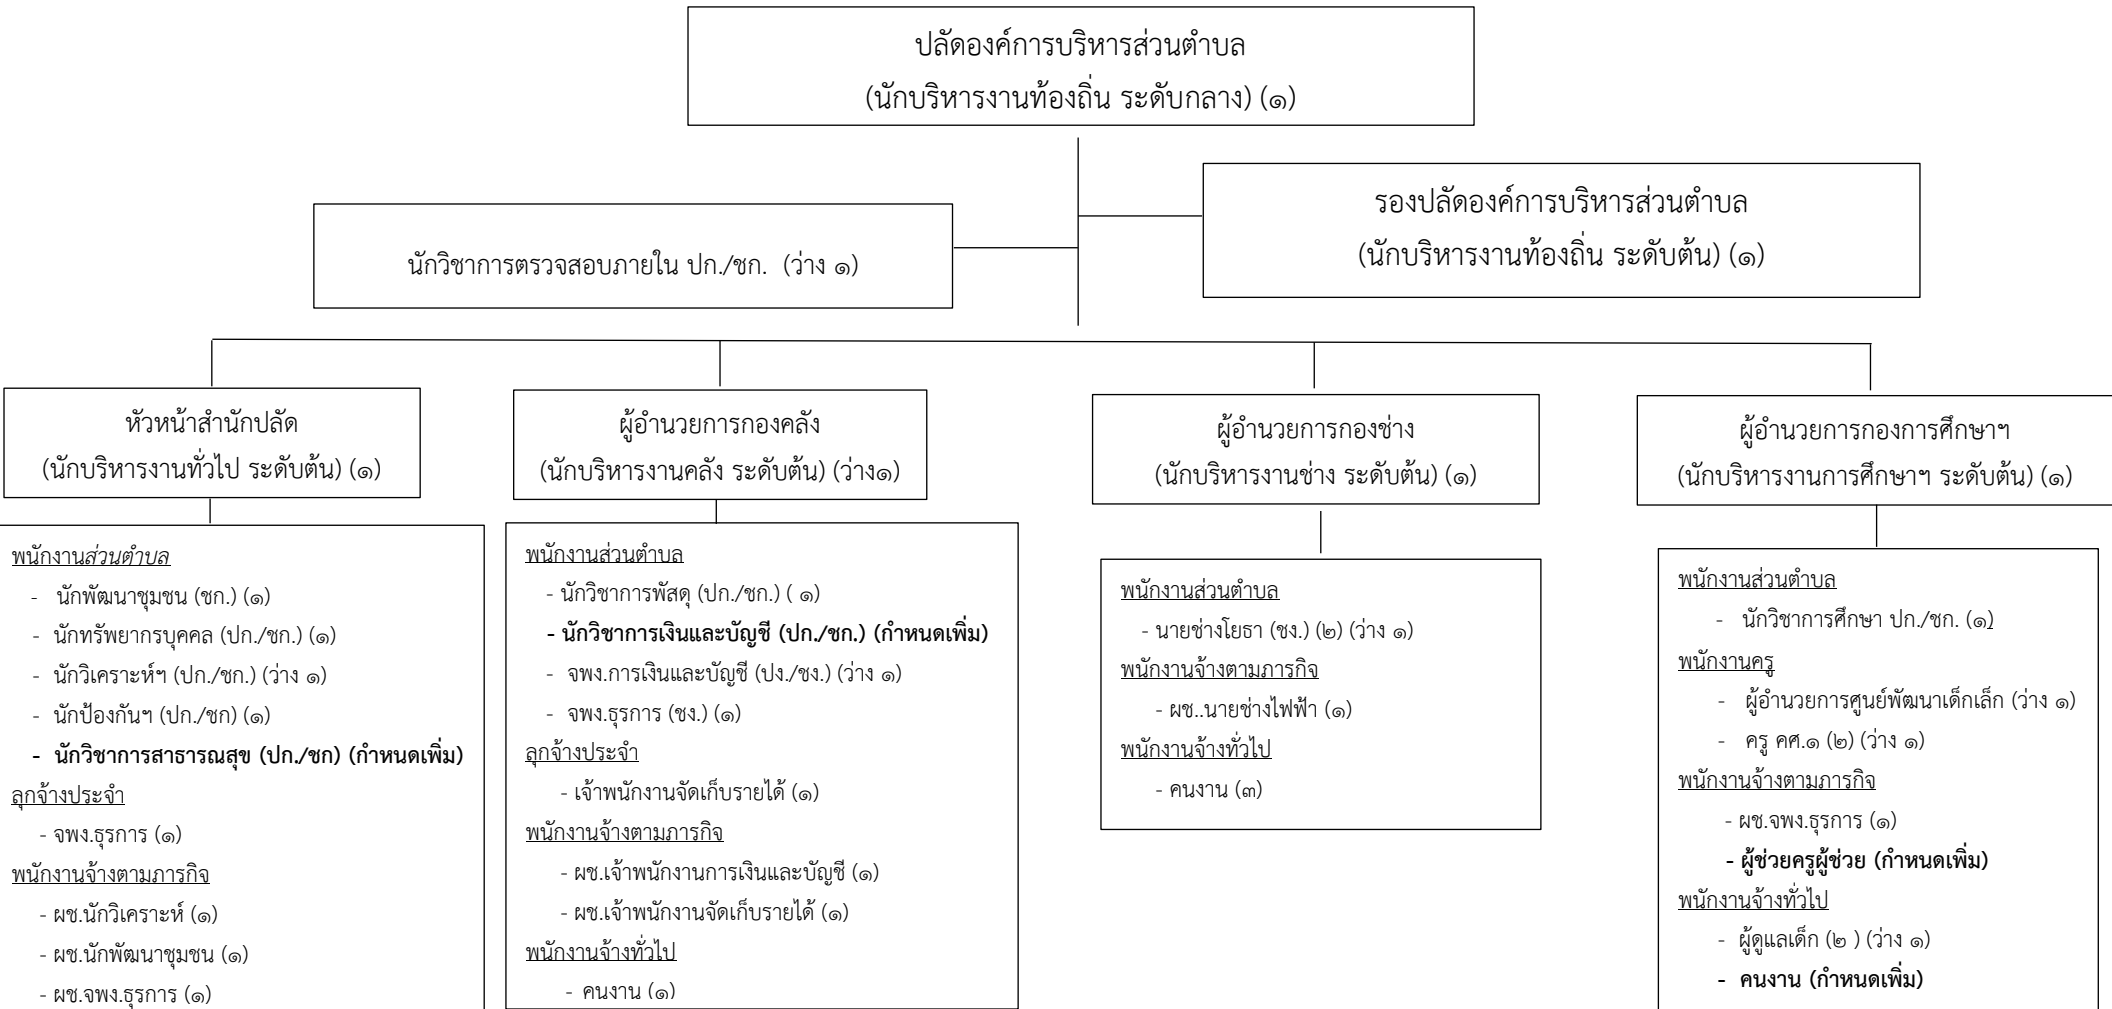 ปลัดองค์การบริหารส่วนตำบล
(นักบริหารงานท้องถิ่น ระดับกลาง) (๑)
รองปลัดองค์การบริหารส่วนตำบล
(นักบริหารงานท้องถิ่น ระดับต้น) (๑)
นักวิชาการตรวจสอบภายใน ปก./ชก. (ว่าง ๑)
หัวหน้าสำนักปลัด
(นักบริหารงานทั่วไป ระดับต้น) (๑)
ผู้อำนวยการกองคลัง
(นักบริหารงานคลัง ระดับต้น) (ว่าง๑)
ผู้อำนวยการกองช่าง
(นักบริหารงานช่าง ระดับต้น) (๑)
ผู้อำนวยการกองการศึกษาฯ
(นักบริหารงานการศึกษาฯ ระดับต้น) (๑)
พนักงานส่วนตำบล
- นักพัฒนาชุมชน (ชก.) (๑)
- นักทรัพยากรบุคคล (ปก./ชก.) (๑)
- นักวิเคราะห์ฯ (ปก./ชก.) (ว่าง ๑)
- นักป้องกันฯ (ปก./ชก) (๑)
- นักวิชาการสาธารณสุข (ปก./ชก) (กำหนดเพิ่ม)
ลูกจ้างประจำ
- จพง.ธุรการ (๑)
พนักงานจ้างตามภารกิจ
- ผช.นักวิเคราะห์ (๑)
- ผช.นักพัฒนาชุมชน (๑)
- ผช.จพง.ธุรการ (๑)
พนักงานส่วนตำบล
- นักวิชาการพัสดุ (ปก./ชก.) ( ๑)
- นักวิชาการเงินและบัญชี (ปก./ชก.) (กำหนดเพิ่ม)
- จพง.การเงินและบัญชี (ปง./ชง.) (ว่าง ๑)
- จพง.ธุรการ (ชง.) (๑)
ลูกจ้างประจำ
- เจ้าพนักงานจัดเก็บรายได้ (๑)
พนักงานจ้างตามภารกิจ
- ผช.เจ้าพนักงานการเงินและบัญชี (๑)
- ผช.เจ้าพนักงานจัดเก็บรายได้ (๑)
พนักงานจ้างทั่วไป
- คนงาน (๑)
พนักงานส่วนตำบล
- นายช่างโยธา (ชง.) (๒) (ว่าง ๑)
พนักงานจ้างตามภารกิจ
- ผช..นายช่างไฟฟ้า (๑)
พนักงานจ้างทั่วไป
- คนงาน (๓)
พนักงานส่วนตำบล
- นักวิชาการศึกษา ปก./ชก. (๑)
พนักงานครู
- ผู้อำนวยการศูนย์พัฒนาเด็กเล็ก (ว่าง ๑)
- ครู คศ.๑ (๒) (ว่าง ๑)
พนักงานจ้างตามภารกิจ
- ผช.จพง.ธุรการ (๑)
- ผู้ช่วยครูผู้ช่วย (กำหนดเพิ่ม)
พนักงานจ้างทั่วไป
- ผู้ดูแลเด็ก (๒ ) (ว่าง ๑)
- คนงาน (กำหนดเพิ่ม)